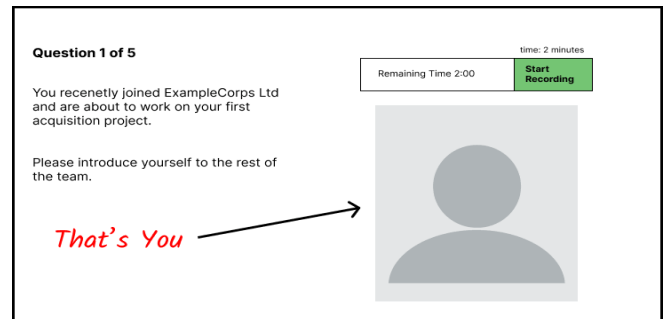 Question 1 of 5
time: 2 minutes
Remaining Time 2:00
Start
Recording
You recenetly joined ExampleCorps Ltd
and are about to work on your first
acquisition project.
Please introduce yourself to the rest of
the team.
That's You